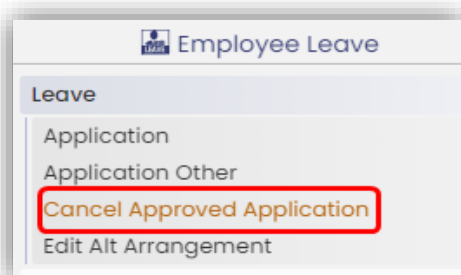 Employee Leave
Leave
Application
Application Other
Cancel Approved Application
Edit Alt Arrangement